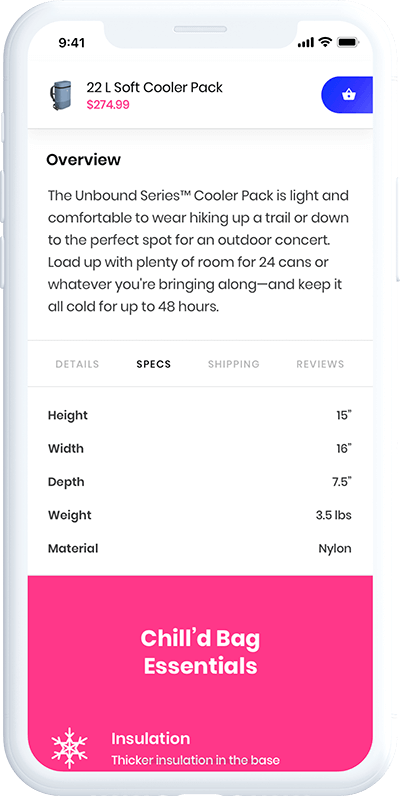 9:41
22 L Soft Cooler Pack
$274.99
Overview
The Unbound Series™ Cooler Pack is light and
comfortable to wear hiking up a trail or down
to the perfect spot for an outdoor concert.
Load up with plenty of room for 24 cans or
whatever you're bringing along—and keep it
all cold for up to 48 hours.
DETAILS SPECS SHIPPING REVIEWS
Height 15"
Width 16"
Depth 7.5"
Weight 3.5 lbs
Material Nylon
Chill’d Bag
Essentials
Insulation
Thicker insulation in the base